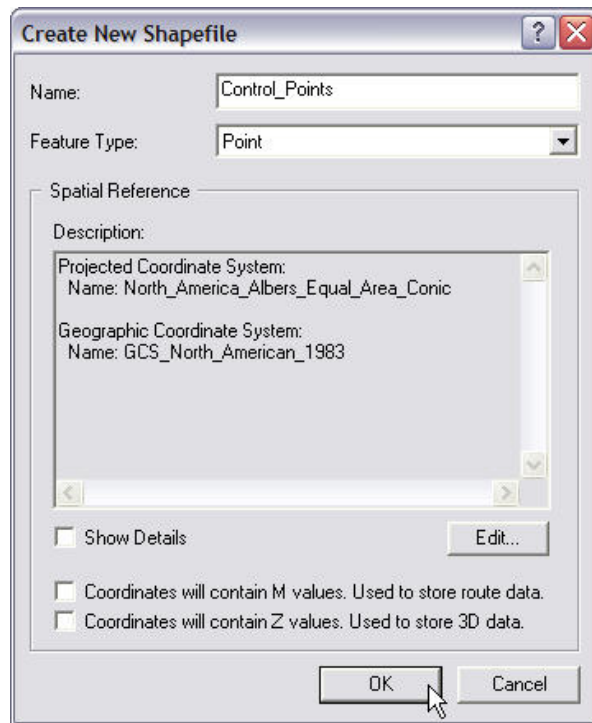 Create New Shapefile
?
Name:
Control_Points
Feature Type:
Point
Spatial Reference
Description:
Projected Coordinate System:
Name: North_America_Albers_Equal_Area_Conic
Geographic Coordinate System:
Name: GCS_North_American_1983
Show Details
Edit...
Coordinates will contain M values. Used to store route data.
Coordinates will contain Z values. Used to store 3D data.
OK
Cancel